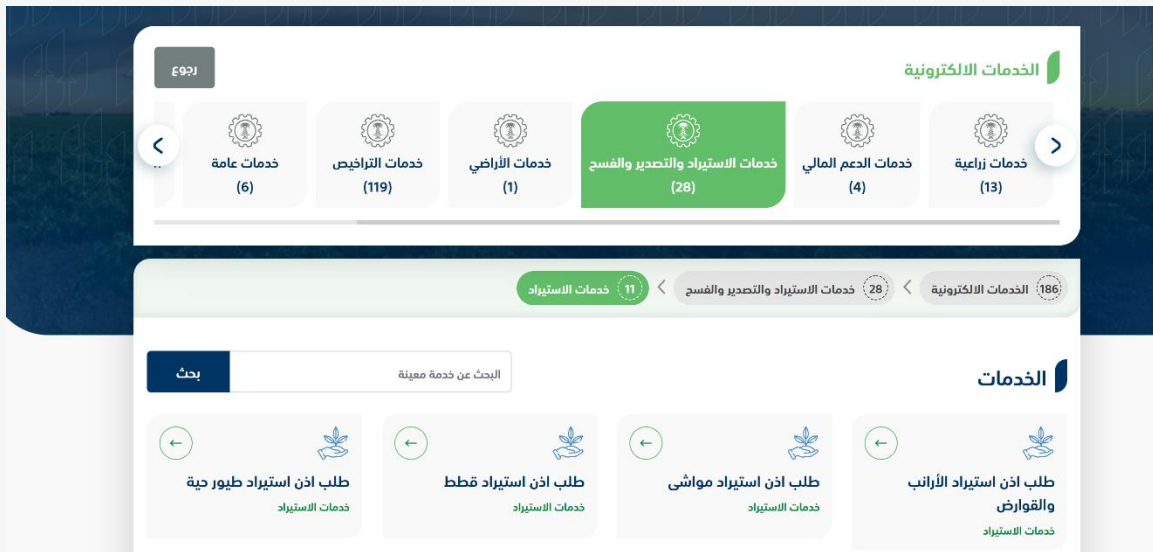 الخدمات الالكترونية
رجوع
خدمات زراعية
(13)
خدمات الدعم المالي
(4)
خدمات الاستيراد والتصدير والفسح
(28)
خدمات الأراضي
(1)
خدمات التراخيص
(119)
خدمات عامة
(6)
186 الخدمات الالكترونية
28 خدمات الاستيراد والتصدير والفسح
11 خدمات الاستيراد
الخدمات
البحث عن خدمة معينة
بحث
طلب اذن استيراد الأرانب
والقوارض
خدمات الاستيراد
طلب اذن استيراد مواشى
خدمات الاستيراد
طلب اذن استيراد قطط
خدمات الاستيراد
طلب اذن استيراد طيور حية
خدمات الاستيراد